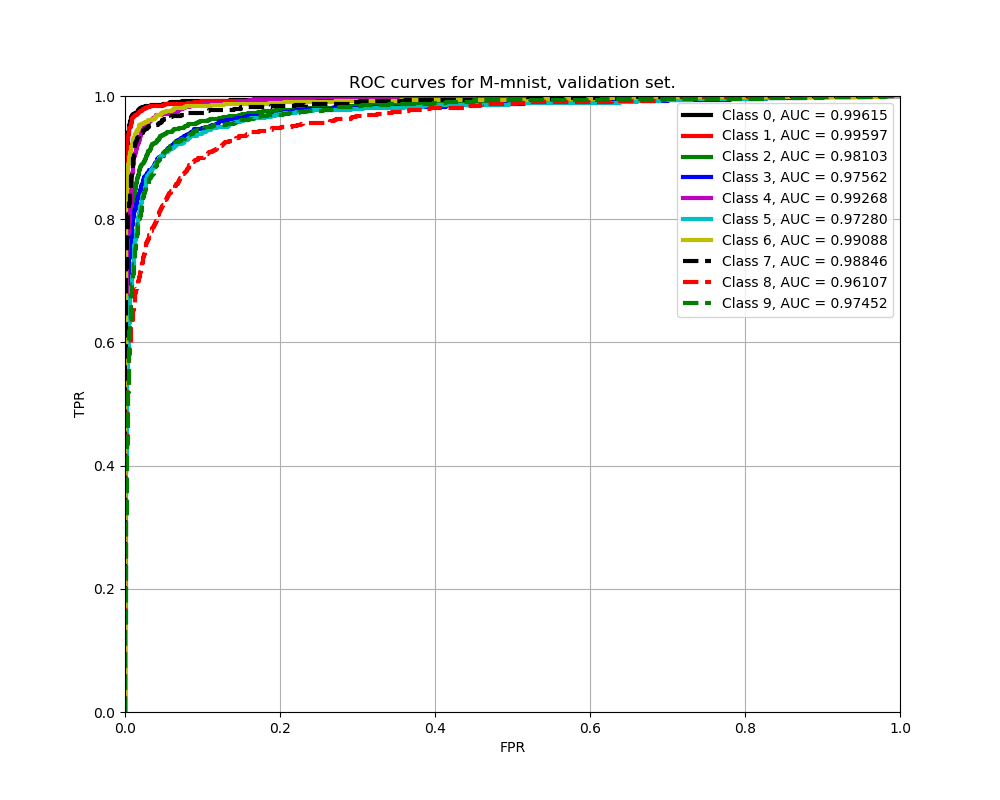 ROC curves for M-mnist, validation set.
1.0
0.8
0.6
0.4
0.2
0.0
TPR
Class 0, AUC = 0.99615
Class 1, AUC = 0.99597
Class 2, AUC = 0.98103
Class 3, AUC = 0.97562
Class 4, AUC = 0.99268
Class 5, AUC = 0.97280
Class 6, AUC = 0.99088
Class 7, AUC = 0.98846
Class 8, AUC = 0.96107
Class 9, AUC = 0.97452
0.0 0.2 0.4 0.6 0.8 1.0
FPR